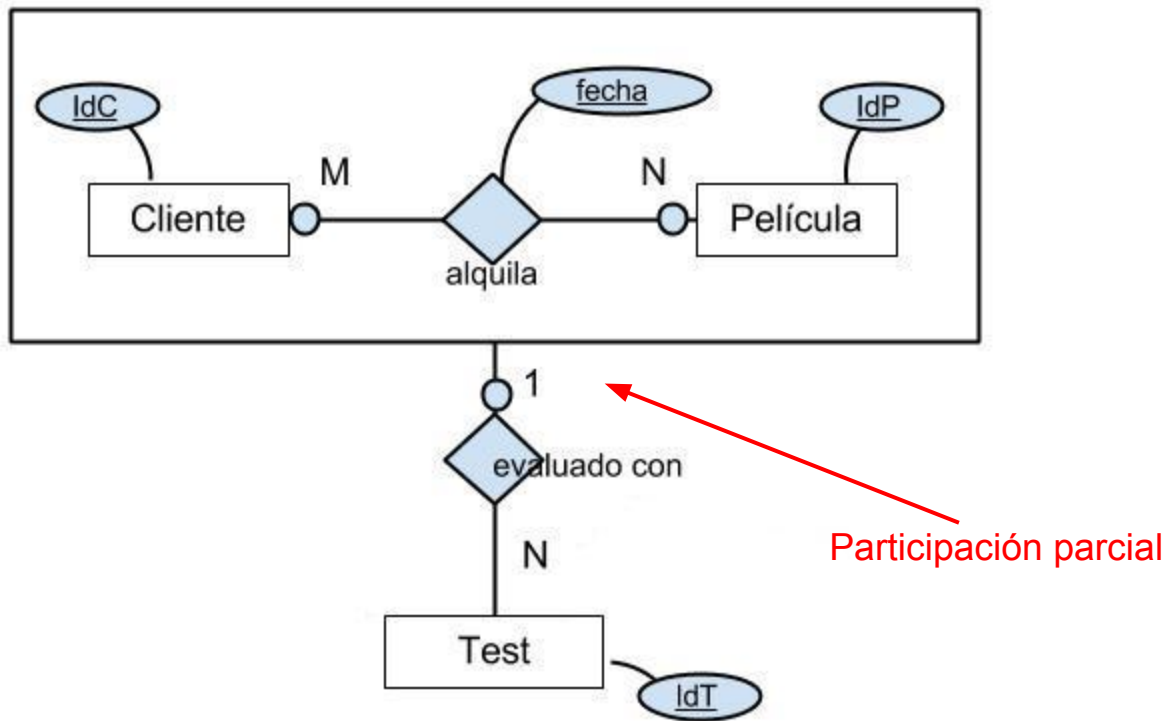 IdC
fecha
IdP
M
N
Cliente
Película
alquila
1
evaluado con
Participación parcial
N
Test
IdT